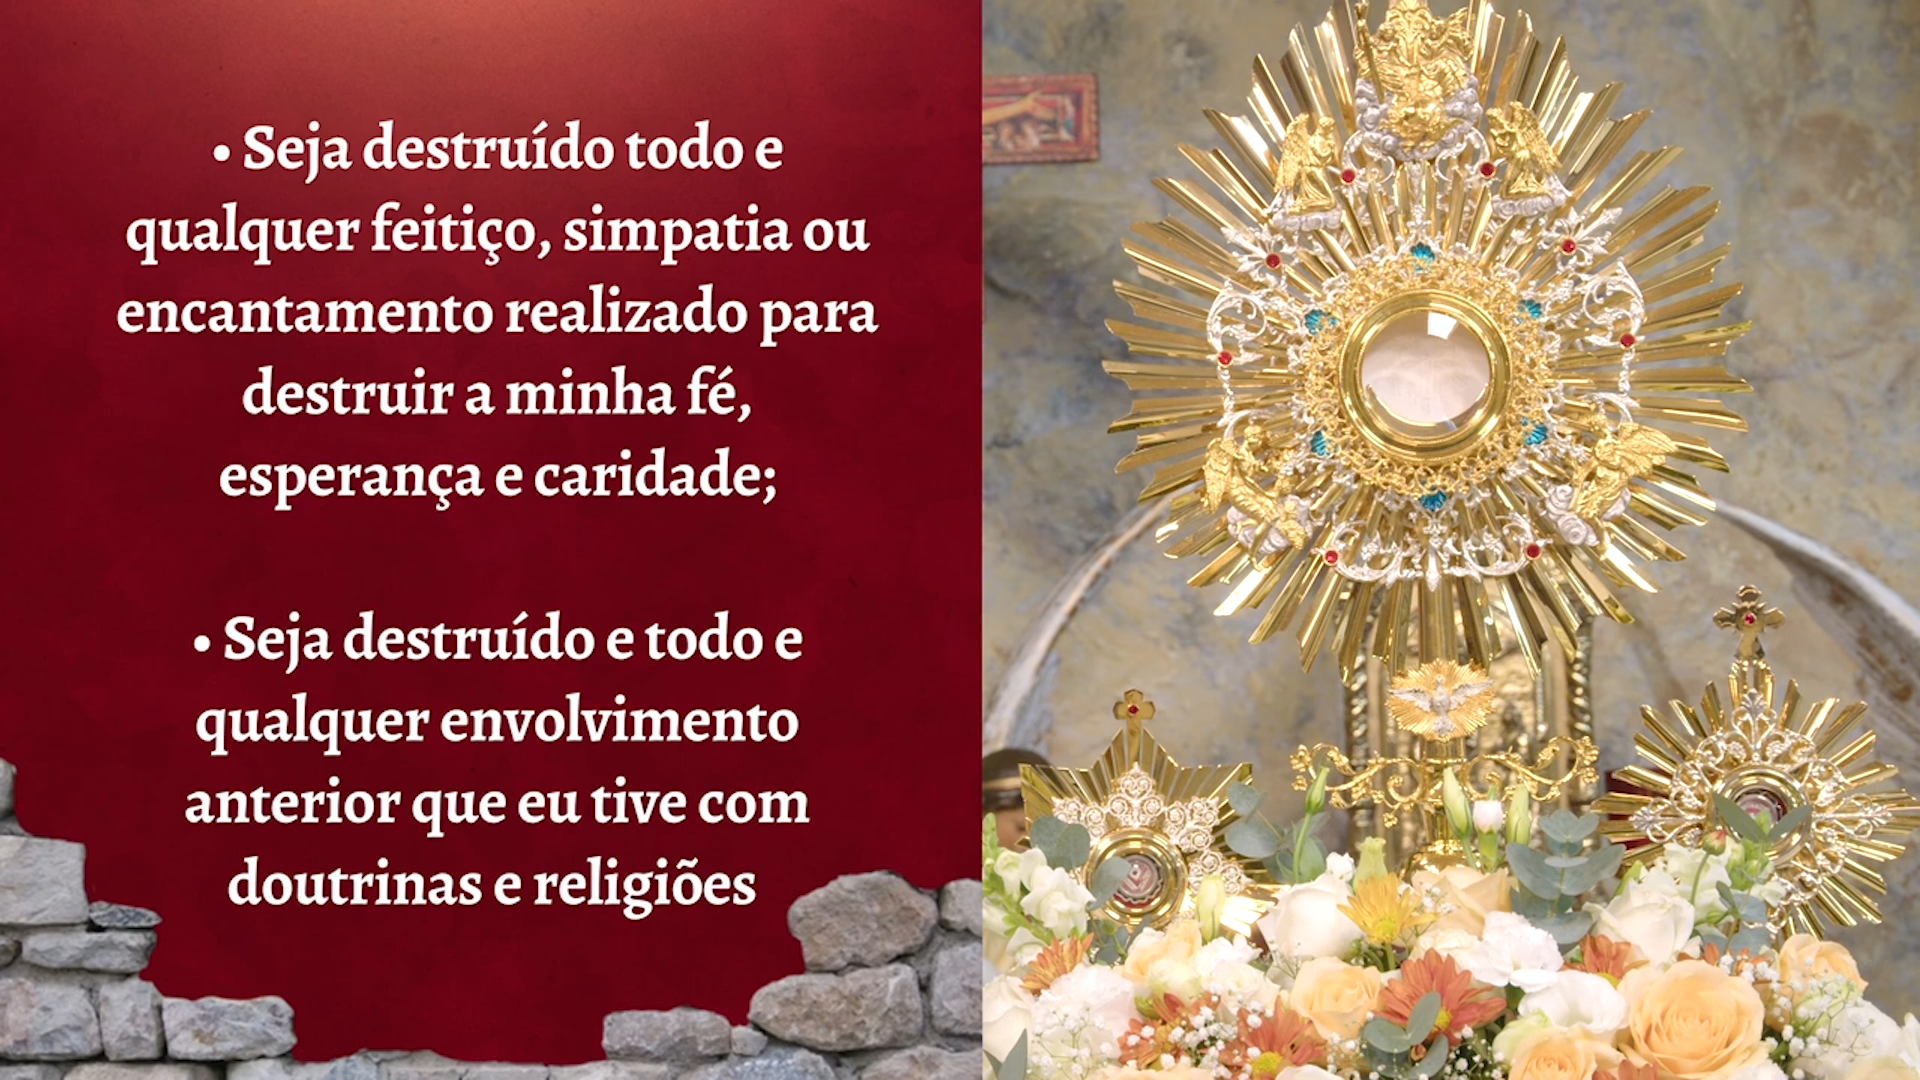 • Seja destruído todo e
qualquer feitiço, simpatia ou
encantamento realizado para
destruir a minha fé,
esperança e caridade;
• Seja destruído e todo e
qualquer envolvimento
anterior que eu tive com
doutrinas e religiões